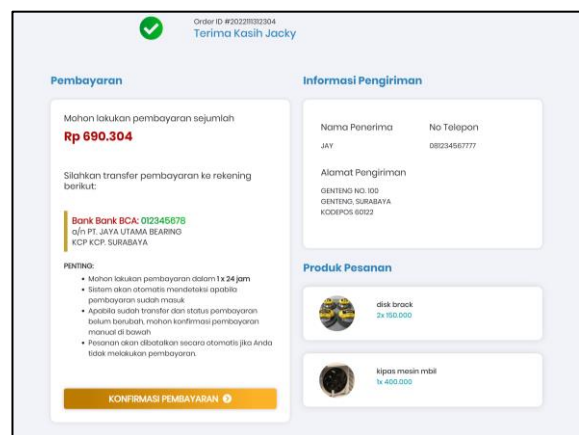 Order ID #2022111312304
Terima Kasih Jacky
Pembayaran
Mohon lakukan pembayaran sejumlah
Rp 690.304
Silahkan transfer pembayaran ke rekening
berikut:
Bank Bank BCA: 012345678
a/n PT. JAYA UTAMA BEARING
KCP KCP. SURABAYA
PENTING:
Mohon lakukan pembayaran dalam 1 x 24 jam
Sistem akan otomatis mendeteksi apabila
pembayaran sudah masuk
Apabila sudah transfer dan status pembayaran
belum berubah, mohon konfirmasi pembayaran
manual di bawah
Pesanan akan dibatalkan secara otomatis jika Anda
tidak melakukan pembayaran.
KONFIRMASI PEMBAYARAN
Informasi Pengiriman
Nama Penerima No Telepon
JAY 081234567777
Alamat Pengiriman
GENTENG NO. 100
GENTENG, SURABAYA
KODEPOS 60122
Produk Pesanan
disk brack
2x 150.000
kipas mesin mbil
1x 400.000